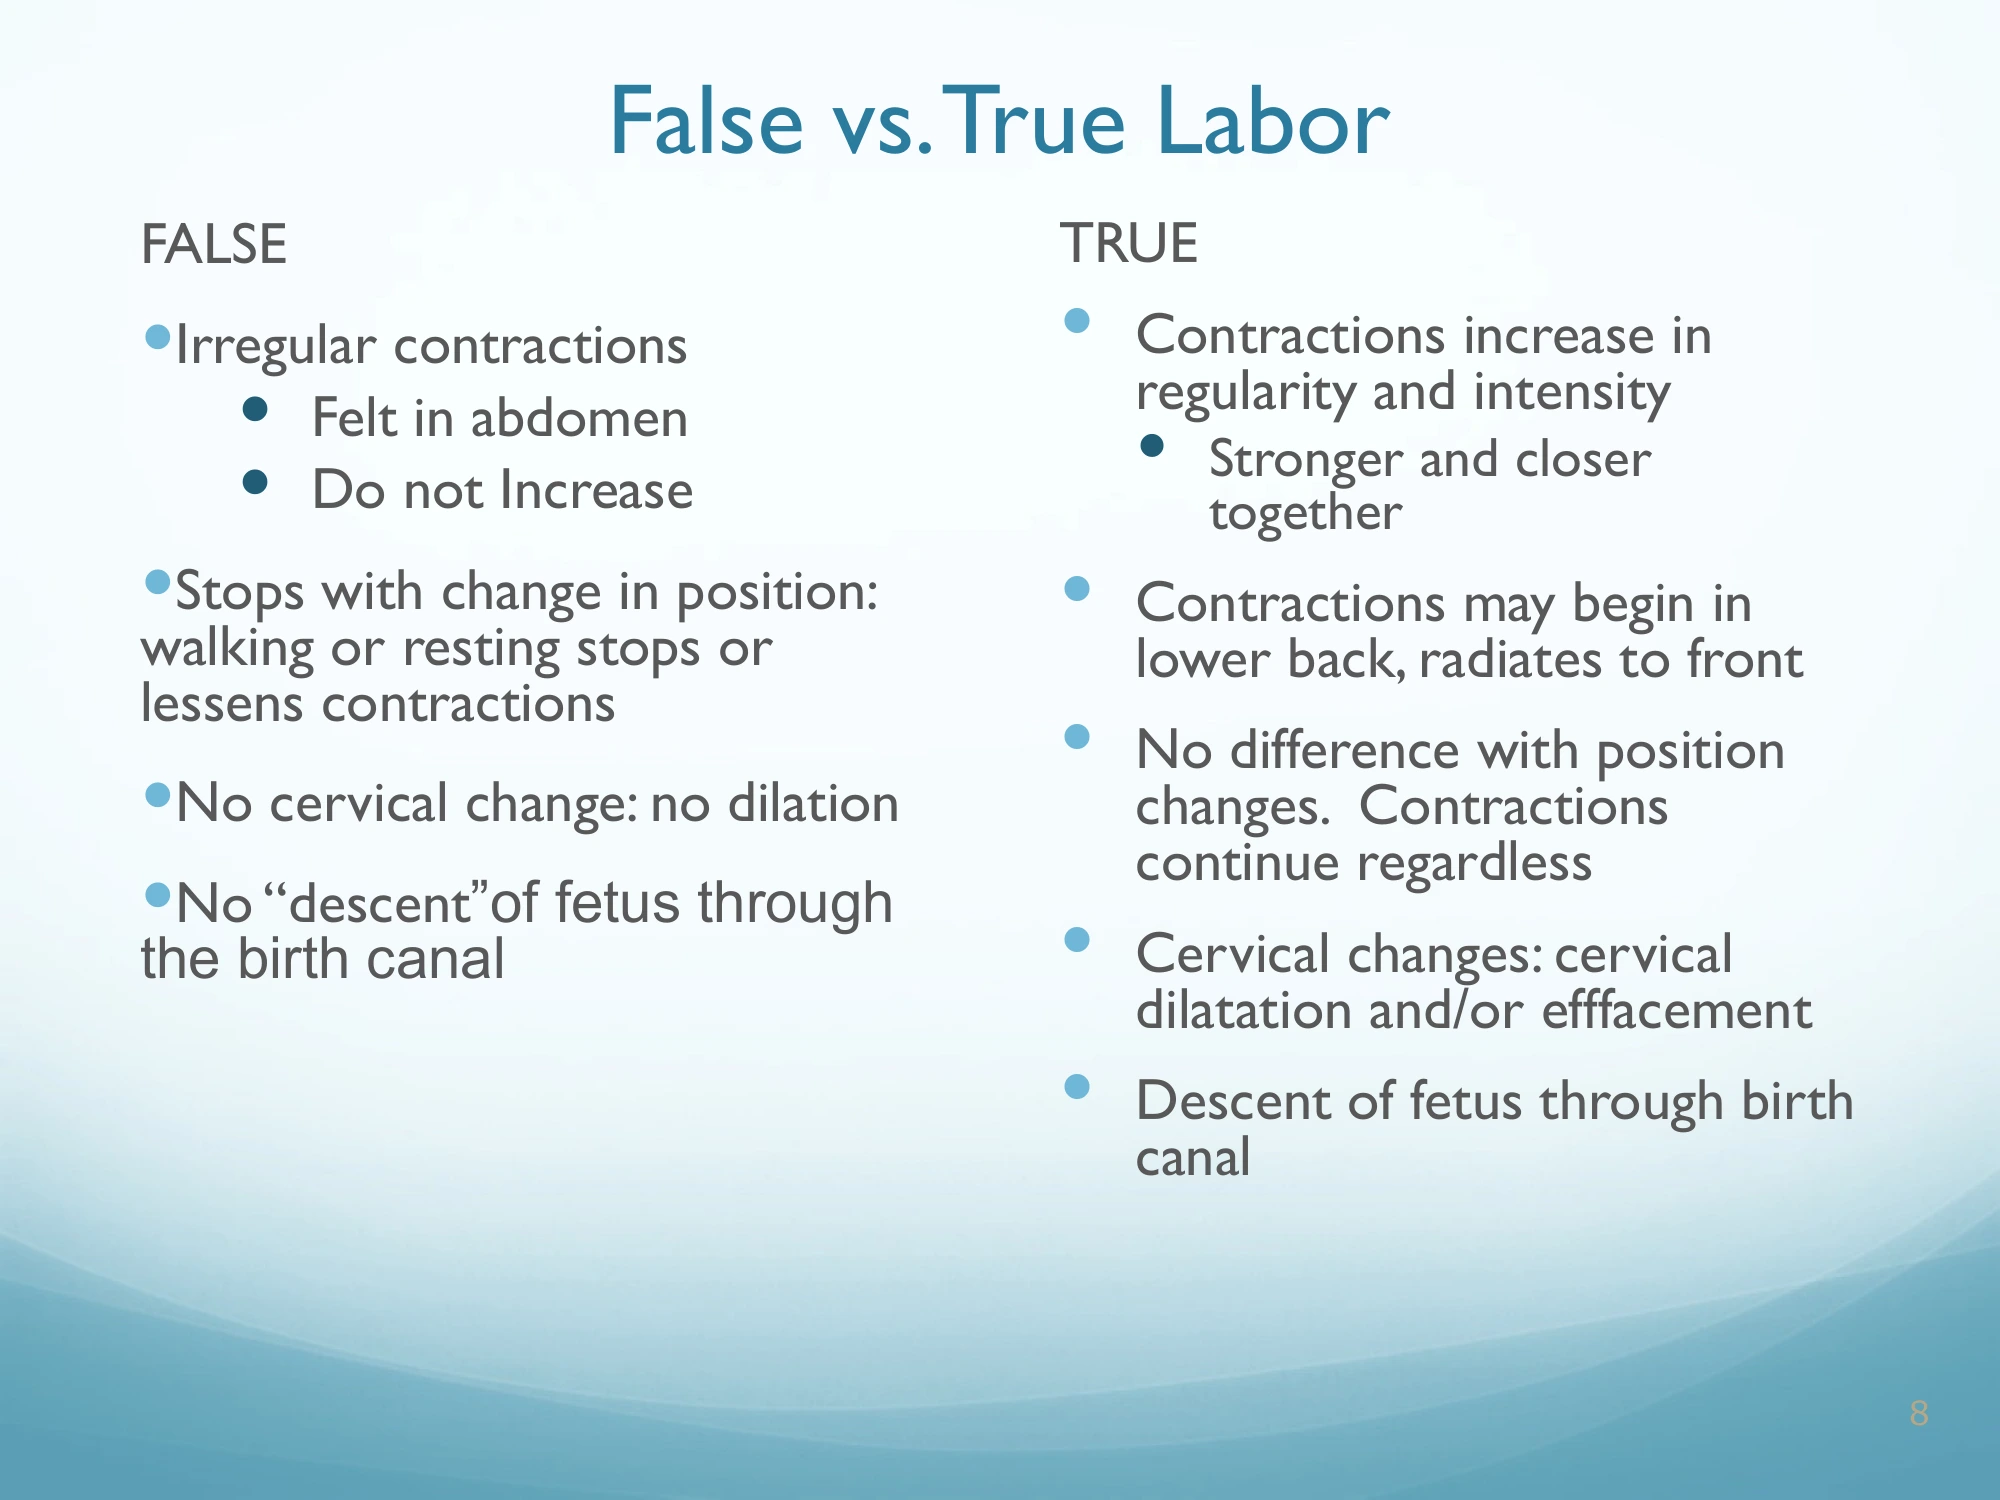 False vs. True Labor
FALSE
•Irregular contractions
• Felt in abdomen
• Do not Increase
•Stops with change in position:
walking or resting stops or
lessens contractions
•No cervical change: no dilation
•No “descent”of fetus through
the birth canal
TRUE
• Contractions increase in
regularity and intensity
• Stronger and closer
together
• Contractions may begin in
lower back, radiates to front
• No difference with position
changes.  Contractions
continue regardless
• Cervical changes: cervical
dilatation and/or efffacement
• Descent of fetus through birth
canal
8